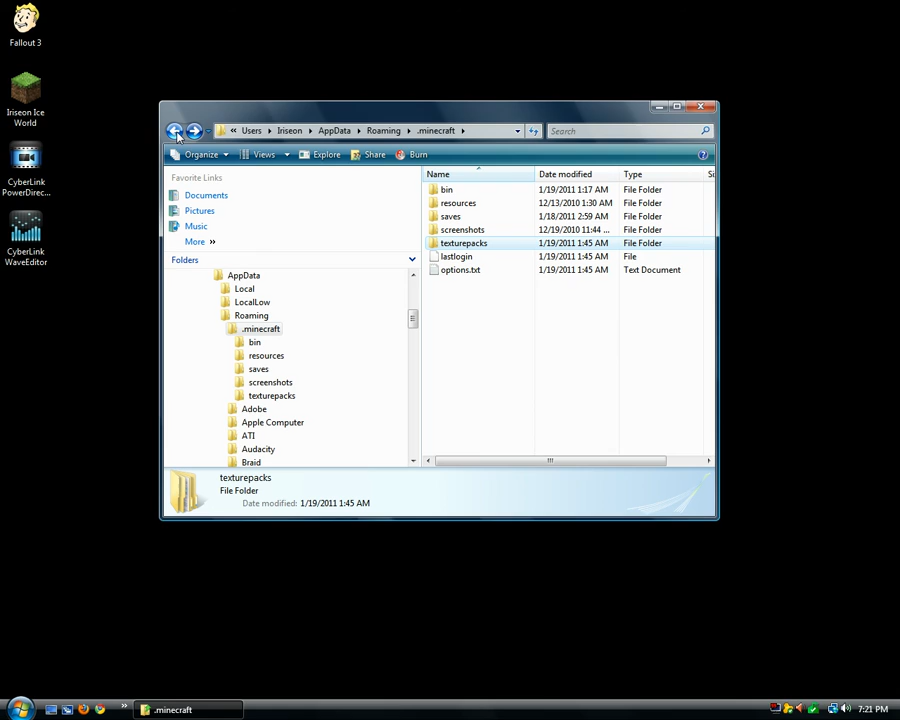 Fallout 3
Iriseon Ice
World
CyberLink
PowerDirec...
CyberLink
WaveEditor
« Users Iriseon AppData Roaming .minecraft
Search
Organize Views Explore Share Burn
Favorite Links
Documents
Pictures
Music
More »
Folders
AppData
Local
LocalLow
Roaming
.minecraft
bin
resources
saves
screenshots
texturepacks
Adobe
Apple Computer
ATI
Audacity
Braid
Name Date modified Type Si
bin 1/19/2011 1:17 AM File Folder
resources 12/13/2010 1:30 AM File Folder
saves 1/18/2011 2:59 AM File Folder
screenshots 12/19/2010 11:44 ... File Folder
texturepacks 1/19/2011 1:45 AM File Folder
lastlogin 1/19/2011 1:45 AM File
options.txt 1/19/2011 1:45 AM Text Document
texturepacks
File Folder
Date modified: 1/19/2011 1:45 AM
» .minecraft 7:21 PM